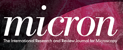 micron
The International Research and Review Journal for Microscopy